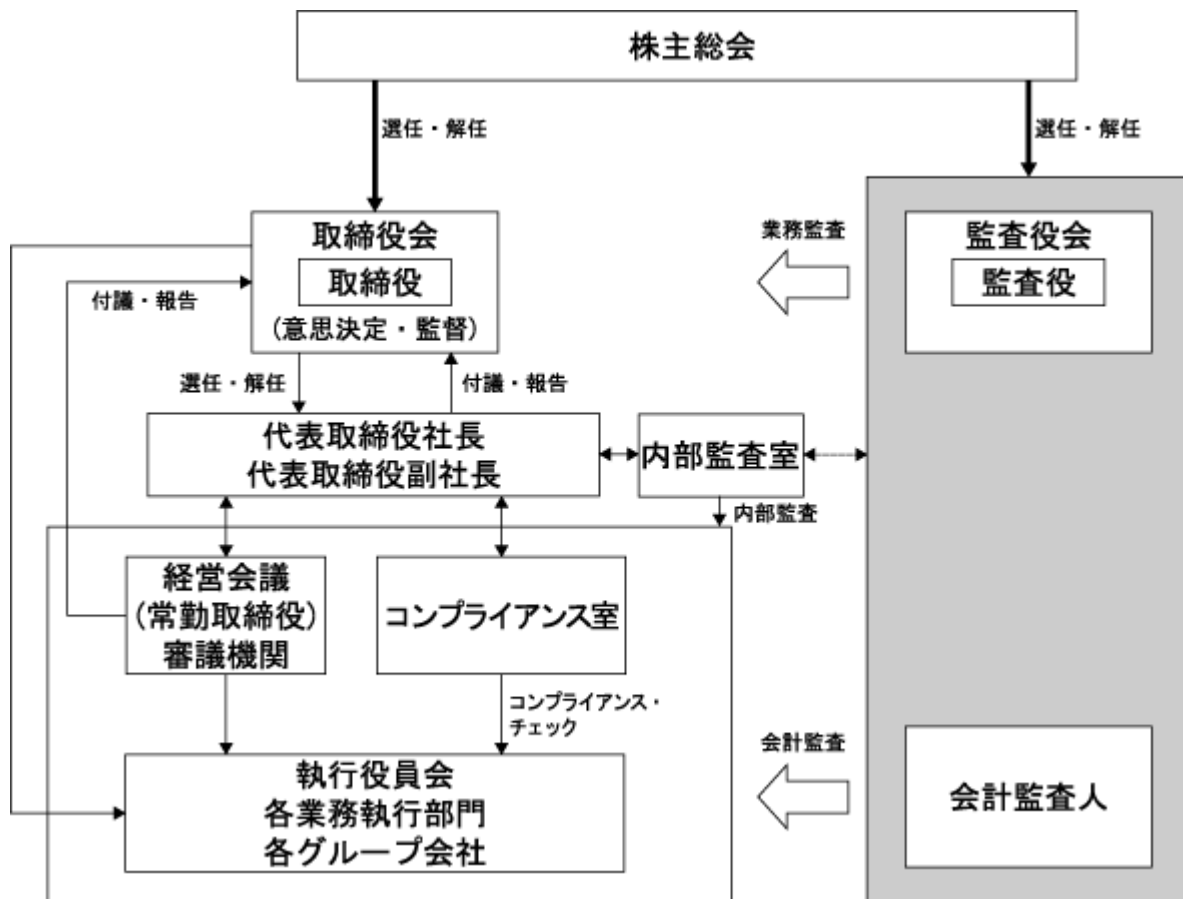 株主総会
選任・解任
選任・解任
取締役会
取締役
(意思決定・監督)
業務監査
監査役会
監査役
付議・報告
選任・解任
付議・報告
代表取締役社長
代表取締役副社長
内部監査室
内部監査
経営会議
(常勤取締役)
審議機関
コンプライアンス室
コンプライアンス・
チェック
執行役員会
各業務執行部門
各グループ会社
会計監査
会計監査人